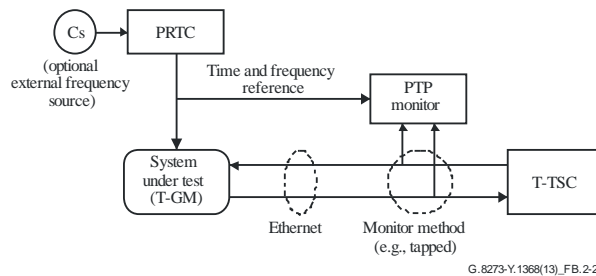 Cs
PRTC
(optional
external frequency
source)
Time and frequency
reference
PTP
monitor
System
under test
(T-GM)
T-TSC
Ethernet
Monitor method
(e.g., tapped)
G.8273-Y.1368(13)_FB.2-2